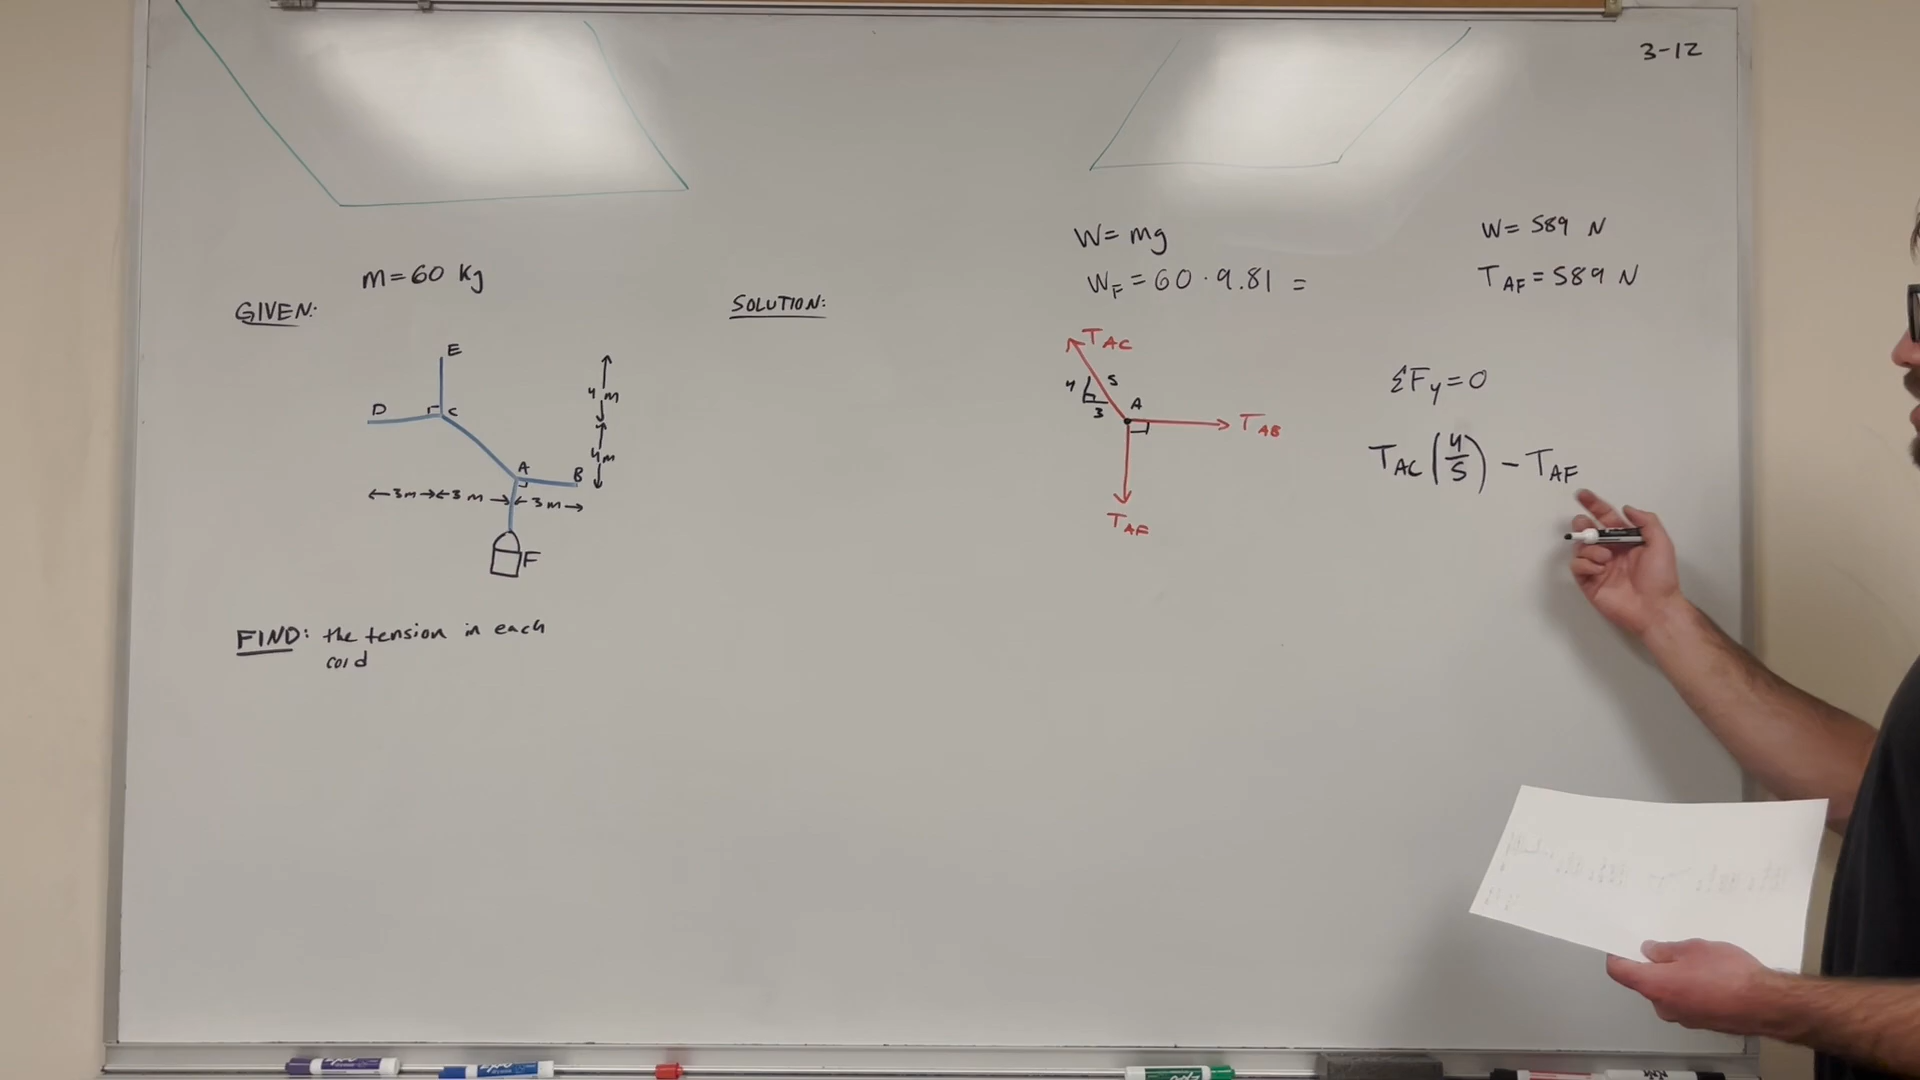 3-12
m=60 Kg
GIVEN:
E
D
C
A
B
4 m
4 m
3m
3 m
3 m
F
FIND: the tension in each
cord
SOLUTION:
W= mg
W= 589 N
W_F = 60 · 9.81 =
T_AF = 589 N
T_AC
4
5
3
A
T_AB
T_AF
ΣF_y = 0
T_AC (4/5) - T_AF